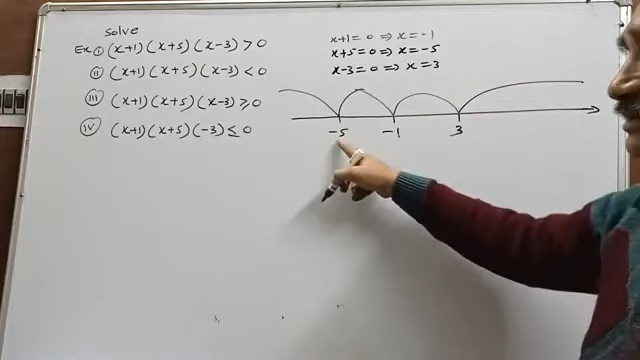 solve
Ex ⓘ (x+1)(x+5)(x-3) > 0
ⅱ (x+1)(x+5)(x-3) < 0
ⅲ (x+1)(x+5)(x-3) ≥ 0
ⅳ (x+1)(x+5)(-3) ≤ 0
x+1=0 ⇒ x=-1
x+5=0 ⇒ x=-5
x-3=0 ⇒ x=3
-5 -1 3